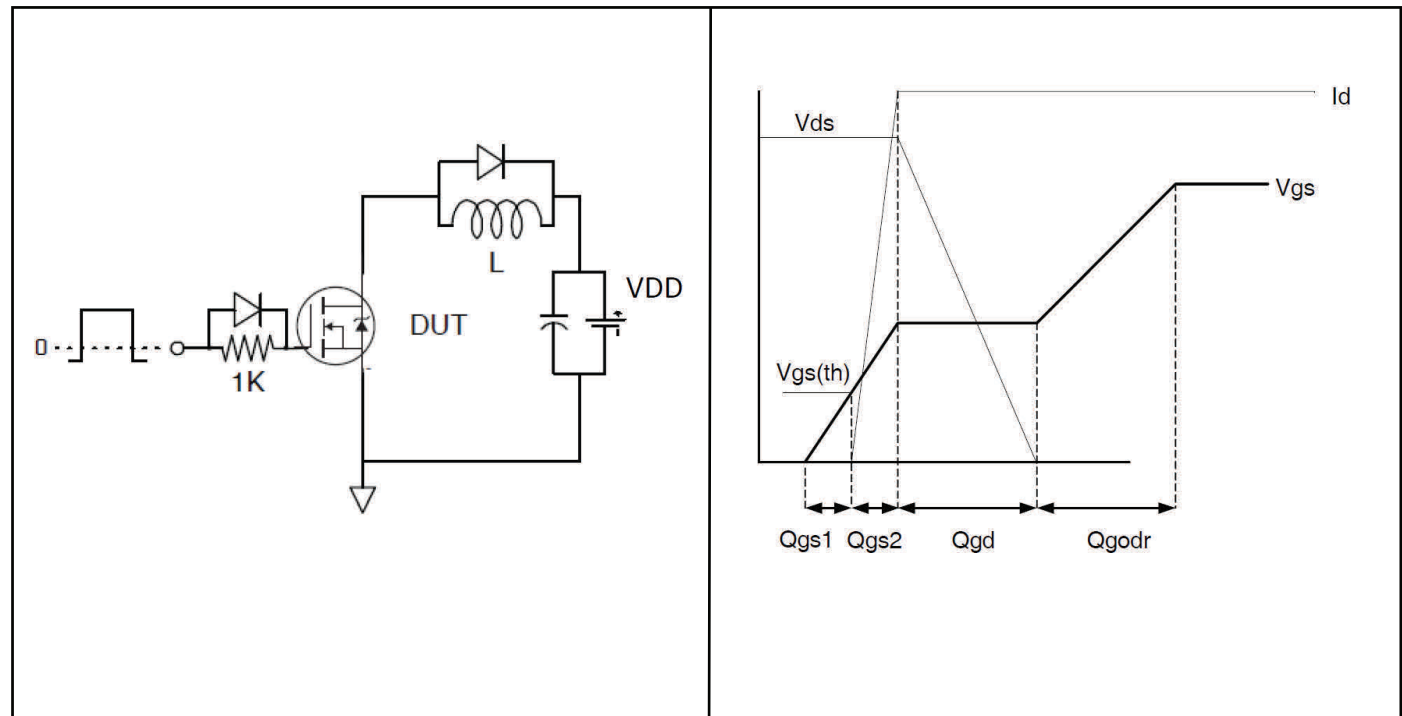 L
VDD
DUT
0
1K
Id
Vds
Vgs
Vgs(th)
Qgs1 Qgs2 Qgd Qgodr